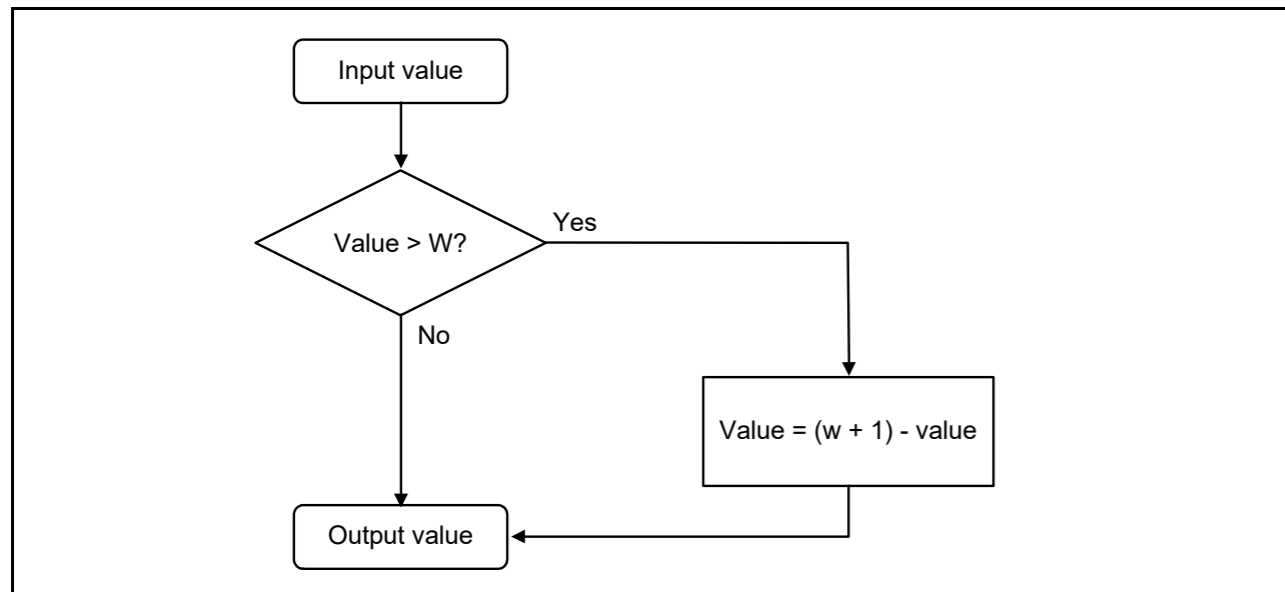 Input value
Value > W?
Yes
No
Value = (w + 1) - value
Output value